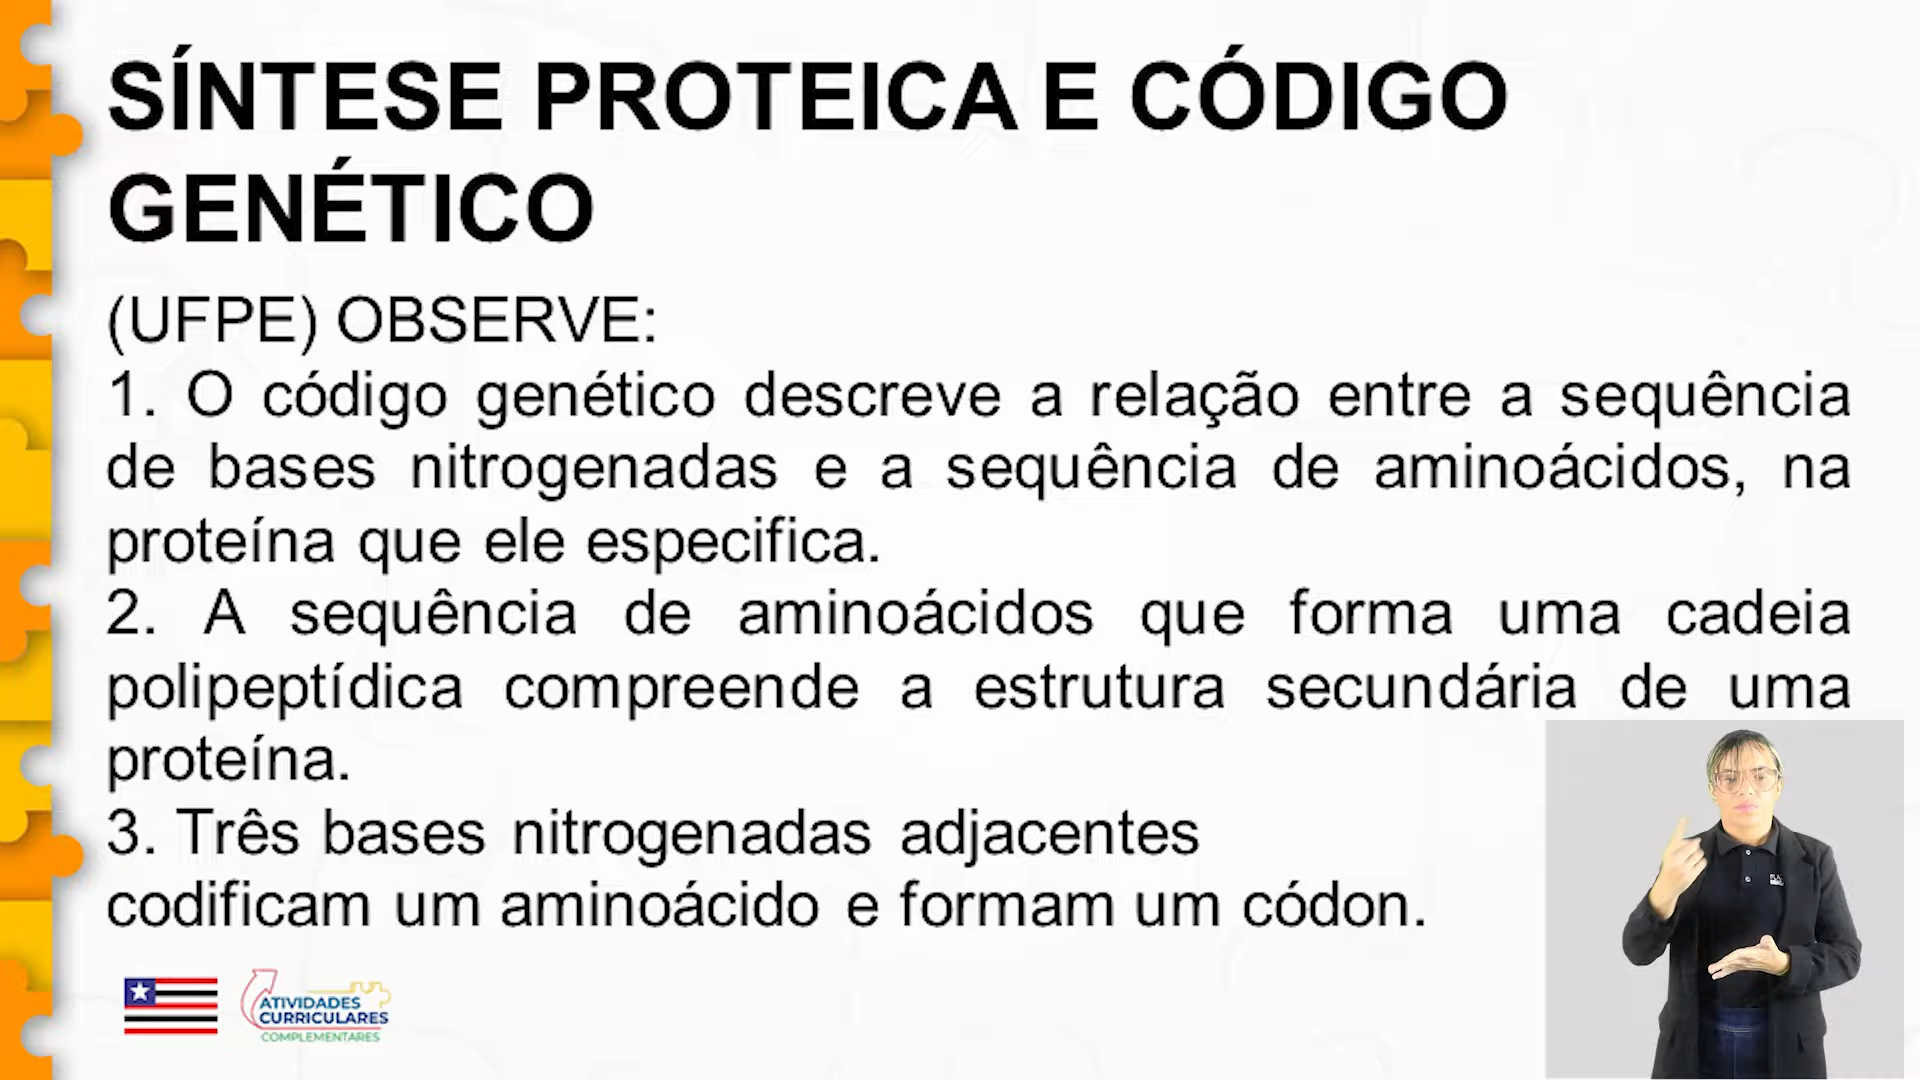 SÍNTESE PROTEICA E CÓDIGO
GENÉTICO
(UFPE) OBSERVE:
1. O código genético descreve a relação entre a sequência
de bases nitrogenadas e a sequência de aminoácidos, na
proteína que ele especifica.
2. A sequência de aminoácidos que forma uma cadeia
polipeptídica compreende a estrutura secundária de uma
proteína.
3. Três bases nitrogenadas adjacentes
codificam um aminoácido e formam um códon.
ATIVIDADES
CURRICULARES
COMPLEMENTARES